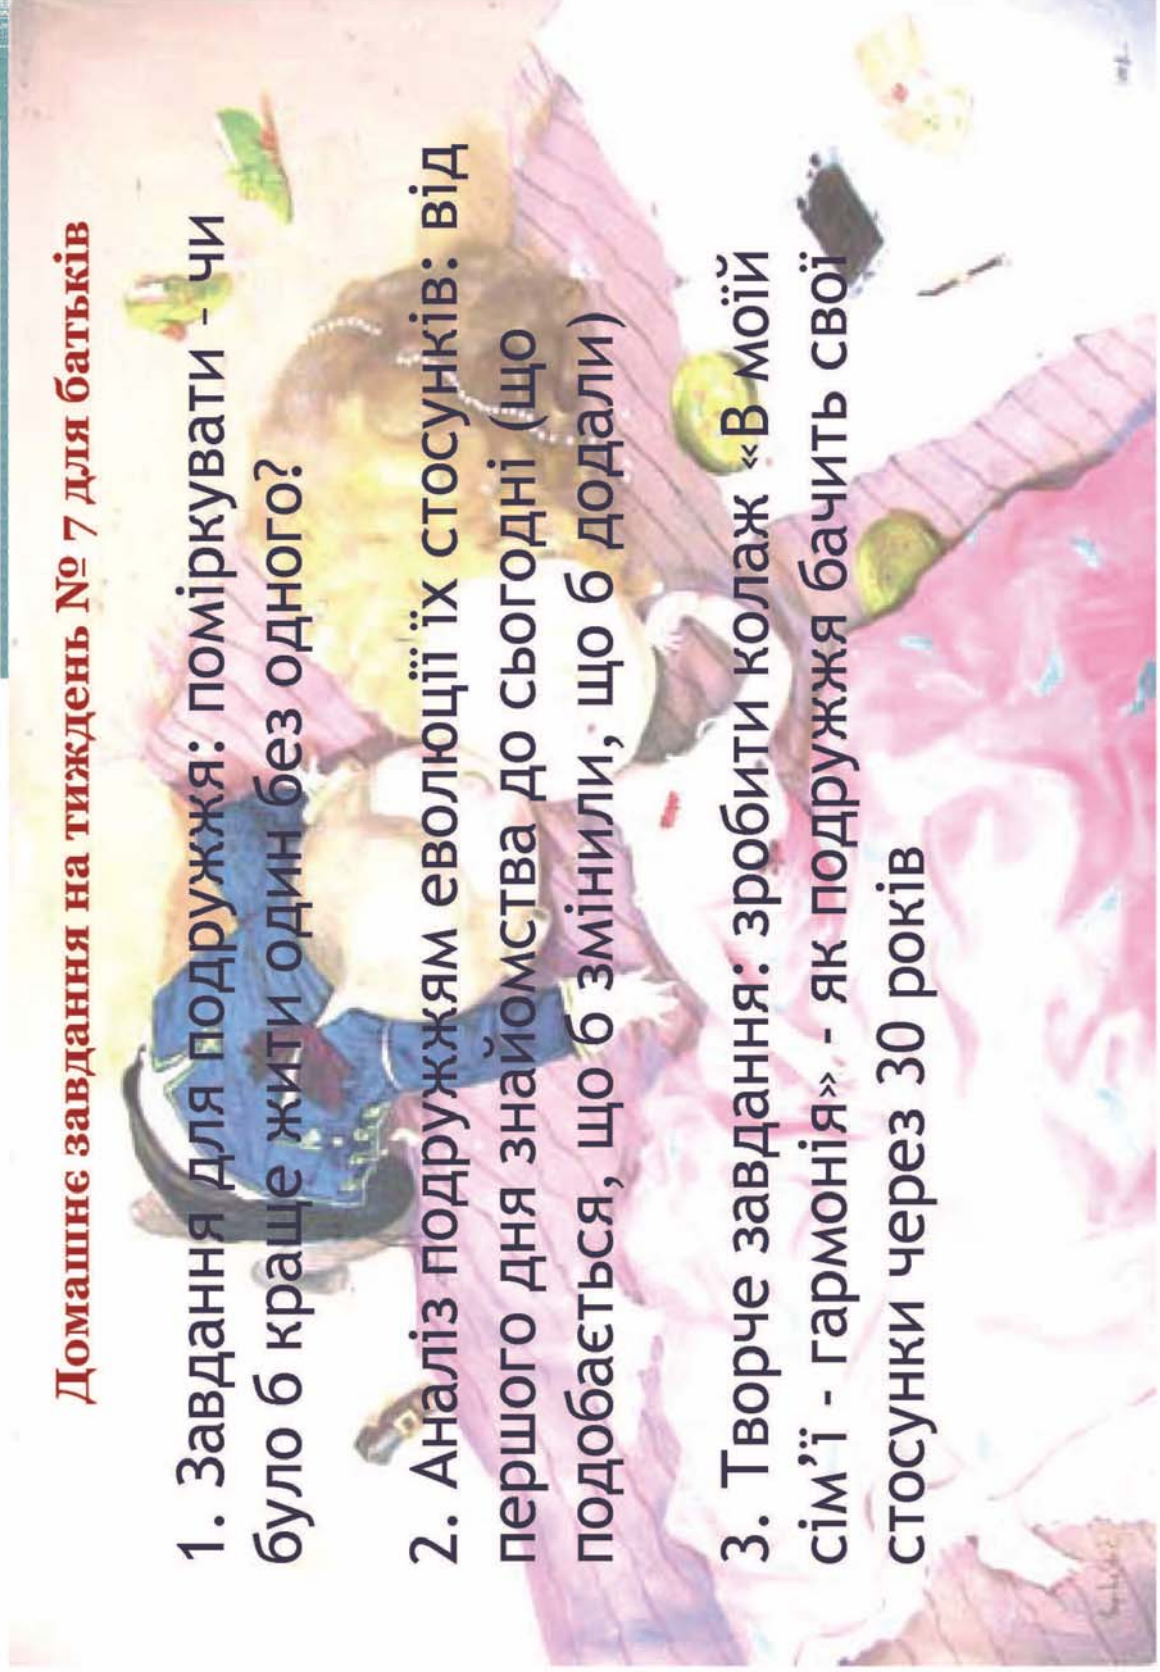 Домашнє завдання на тиждень № 7 для батьків
1. Завдання для подружжя: поміркувати - чи
було б краще жити один без одного?
2. Аналіз подружжям еволюції їх стосунків: від
першого дня знайомства до сьогодні (що
подобається, що б змінили, що б додали)
3. Творче завдання: зробити колаж «В моїй
сім’ї - гармонія» - як подружжя бачить свої
стосунки через 30 років